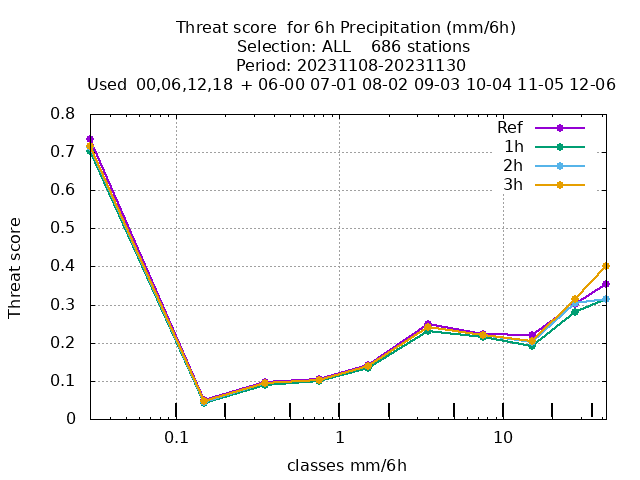 Threat score  for 6h Precipitation (mm/6h)
Selection: ALL    686 stations
Period: 20231108-20231130
Used  00,06,12,18  + 06-00 07-01 08-02 09-03 10-04 11-05 12-06
0.8
0.7
0.6
0.5
0.4
0.3
0.2
0.1
0
Threat score
Ref
1h
2h
3h
0.1
1
10
classes mm/6h